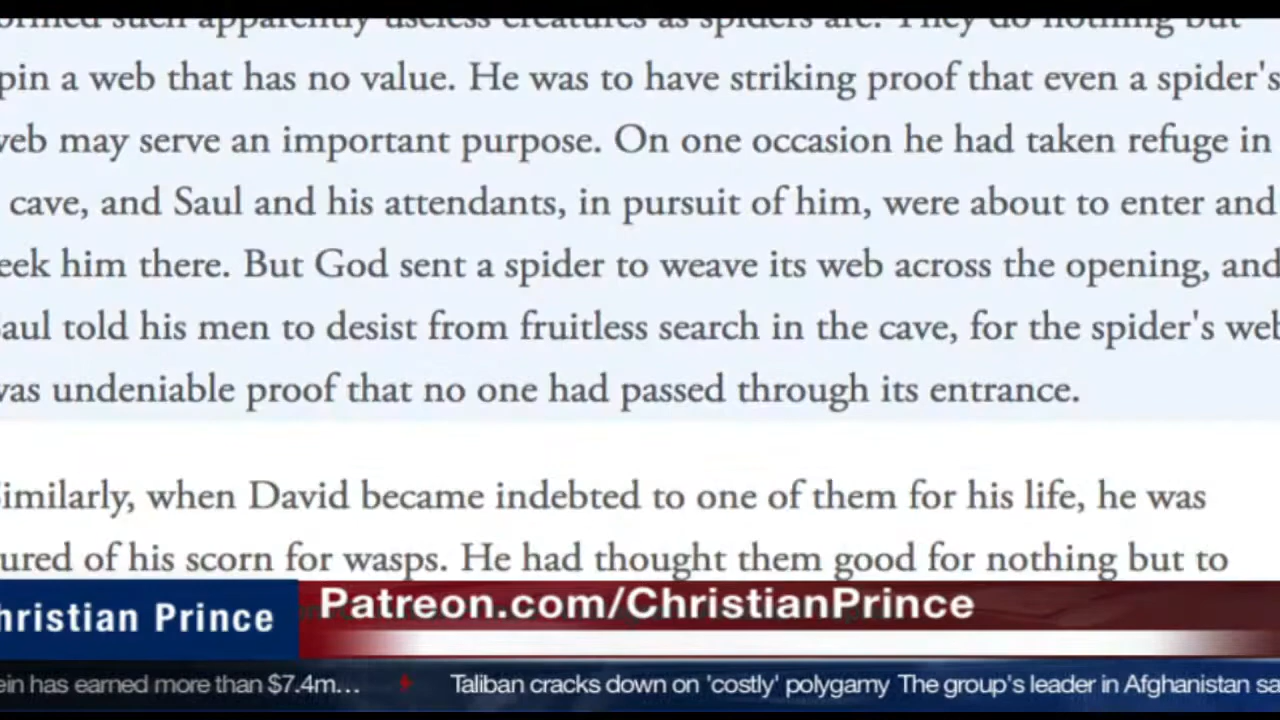 such apparently useless creatures as spiders are. They do nothing but
pin a web that has no value. He was to have striking proof that even a spider's
web may serve an important purpose. On one occasion he had taken refuge in
cave, and Saul and his attendants, in pursuit of him, were about to enter and
eek him there. But God sent a spider to weave its web across the opening, and
Saul told his men to desist from fruitless search in the cave, for the spider's web
was undeniable proof that no one had passed through its entrance.
Similarly, when David became indebted to one of them for his life, he was
ured of his scorn for wasps. He had thought them good for nothing but to
hristian Prince
Patreon.com/ChristianPrince
ein has earned more than $7.4m... Taliban cracks down on 'costly' polygamy The group's leader in Afghanistan sa